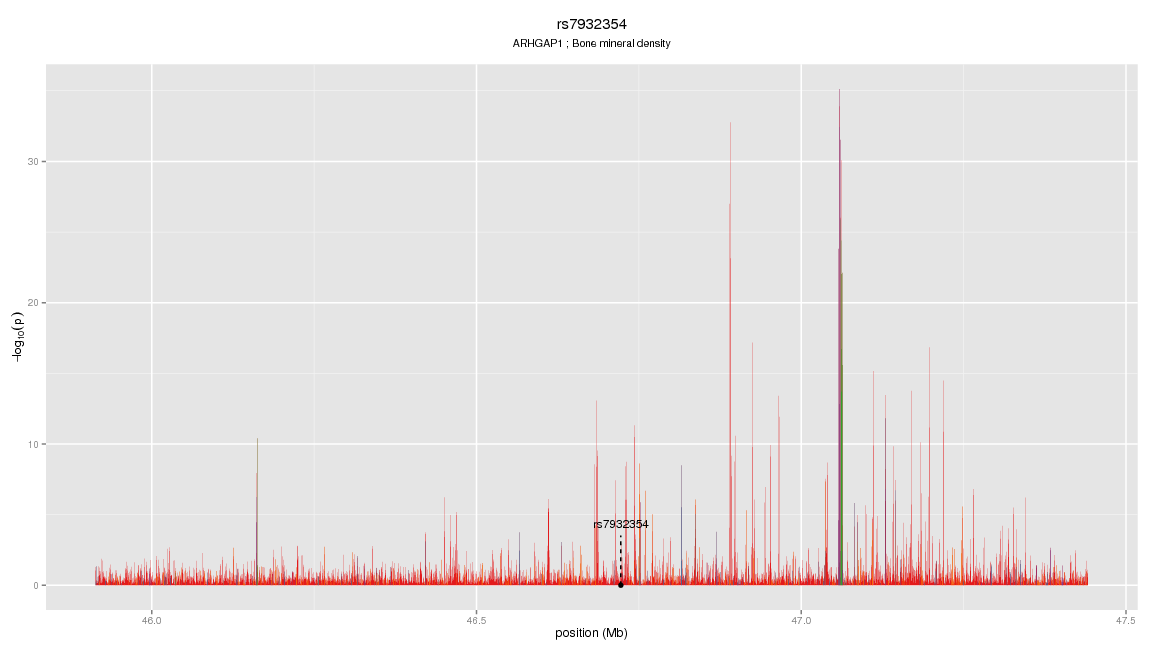 rs7932354
ARHGAP1 ; Bone mineral density
30
20
10
0
−log10(p)
rs7932354
46.0
46.5
47.0
47.5
position (Mb)